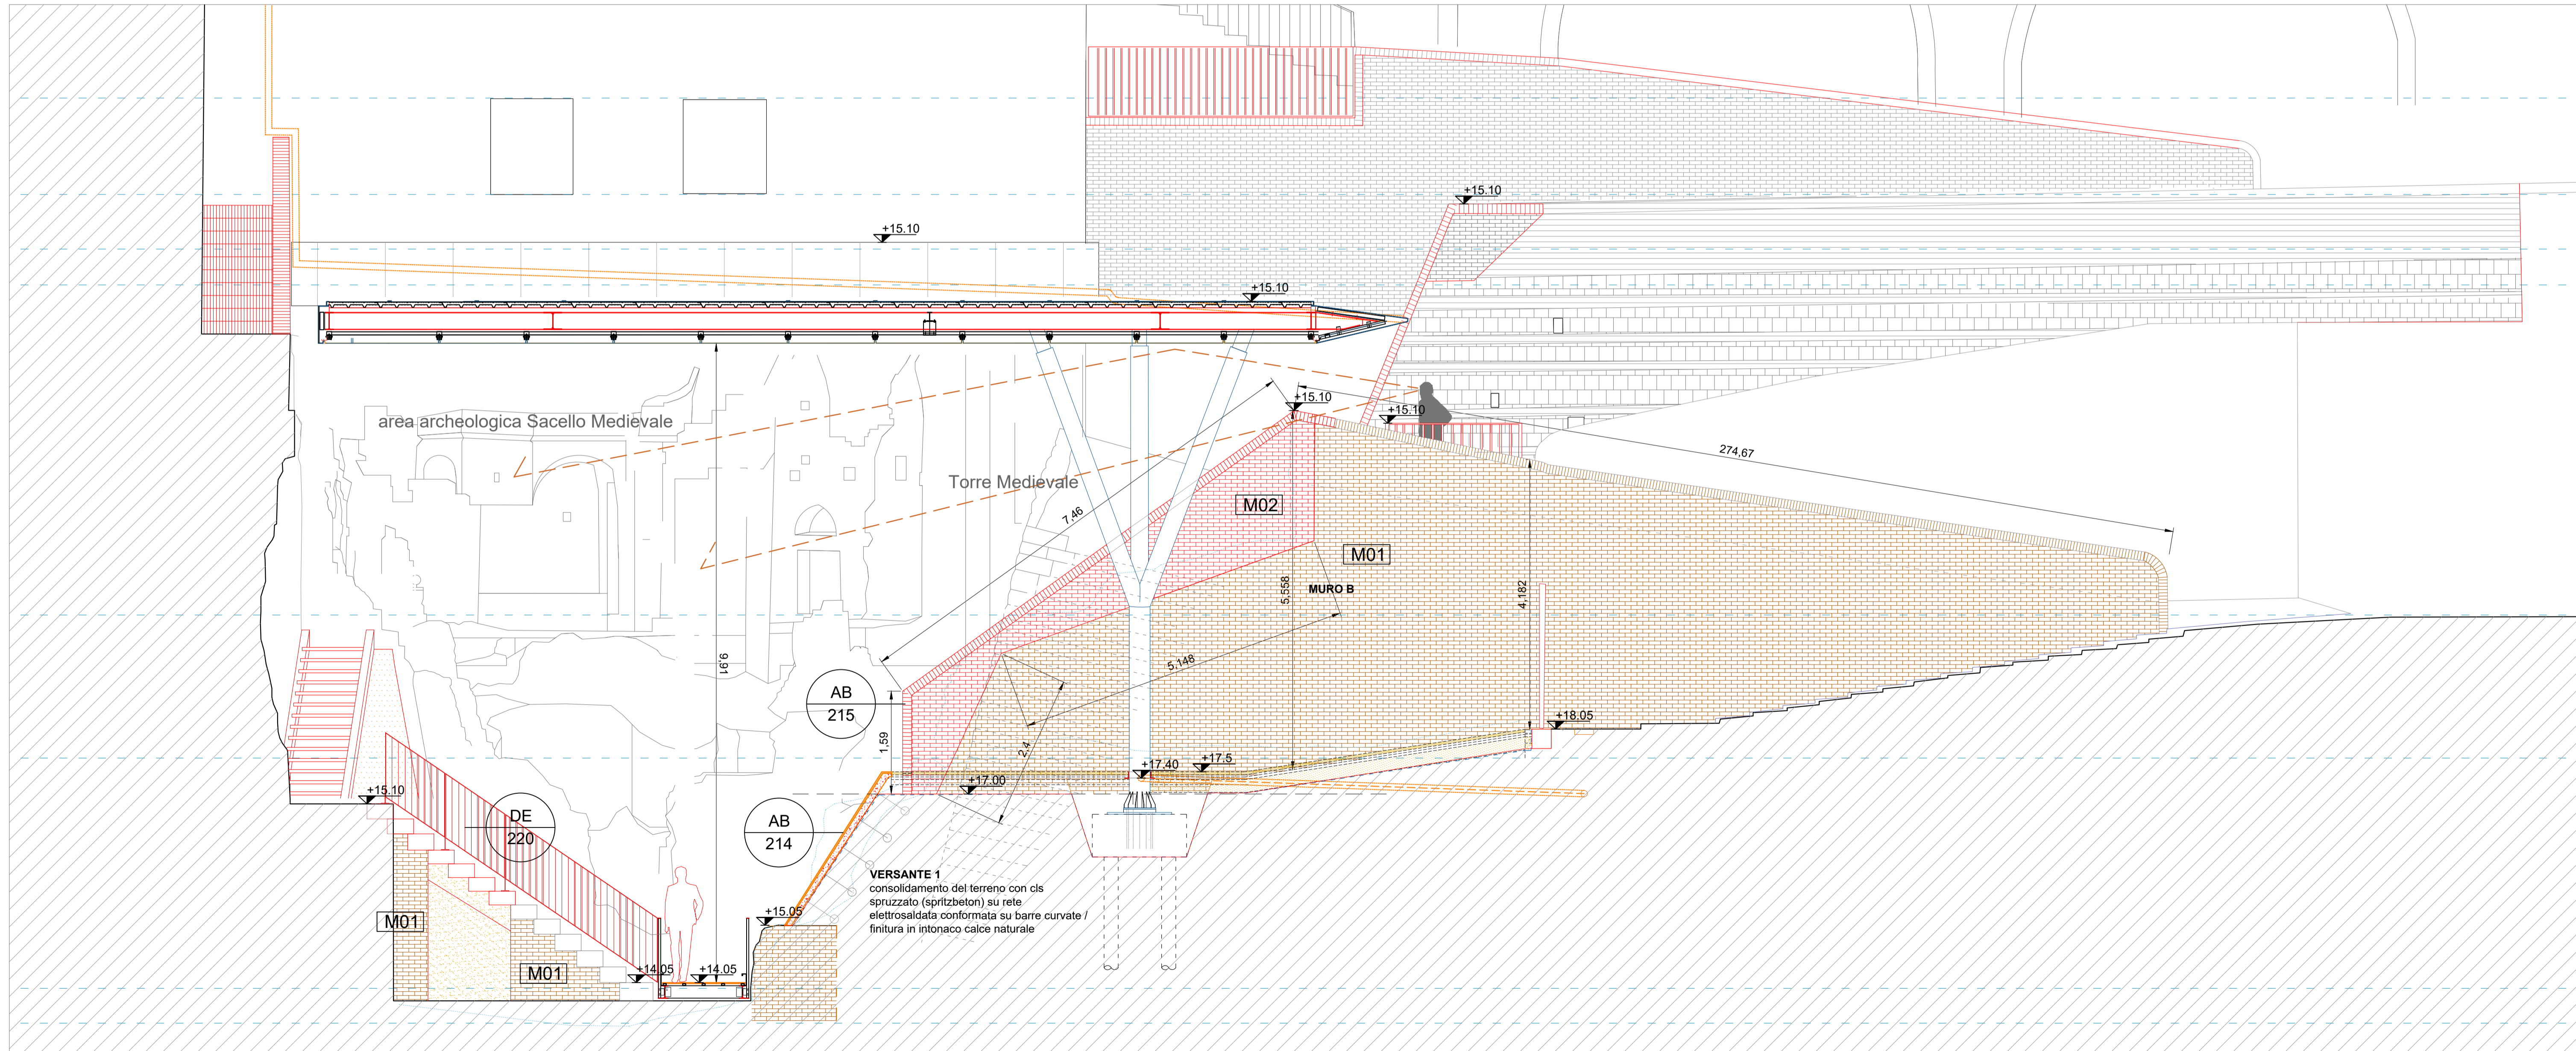 +15.10
+15.10
+15.10
+15.10
+15.10
area archeologica Sacello Medievale
274,67
Torre Medievale
7,46
M02
M01
5,558
MURO B
4,182
9,91
5,148
AB
215
1,59
2,4
+18.05
+17.40
+17.5
+17.00
+15.10
DE
220
AB
214
VERSANTE 1
consolidamento del terreno con cls
spruzzato (spritzbeton) su rete
elettrosaldata conformata su barre curvate /
finitura in intonaco calce naturale
+15.05
M01
M01
+14.05
+14.05